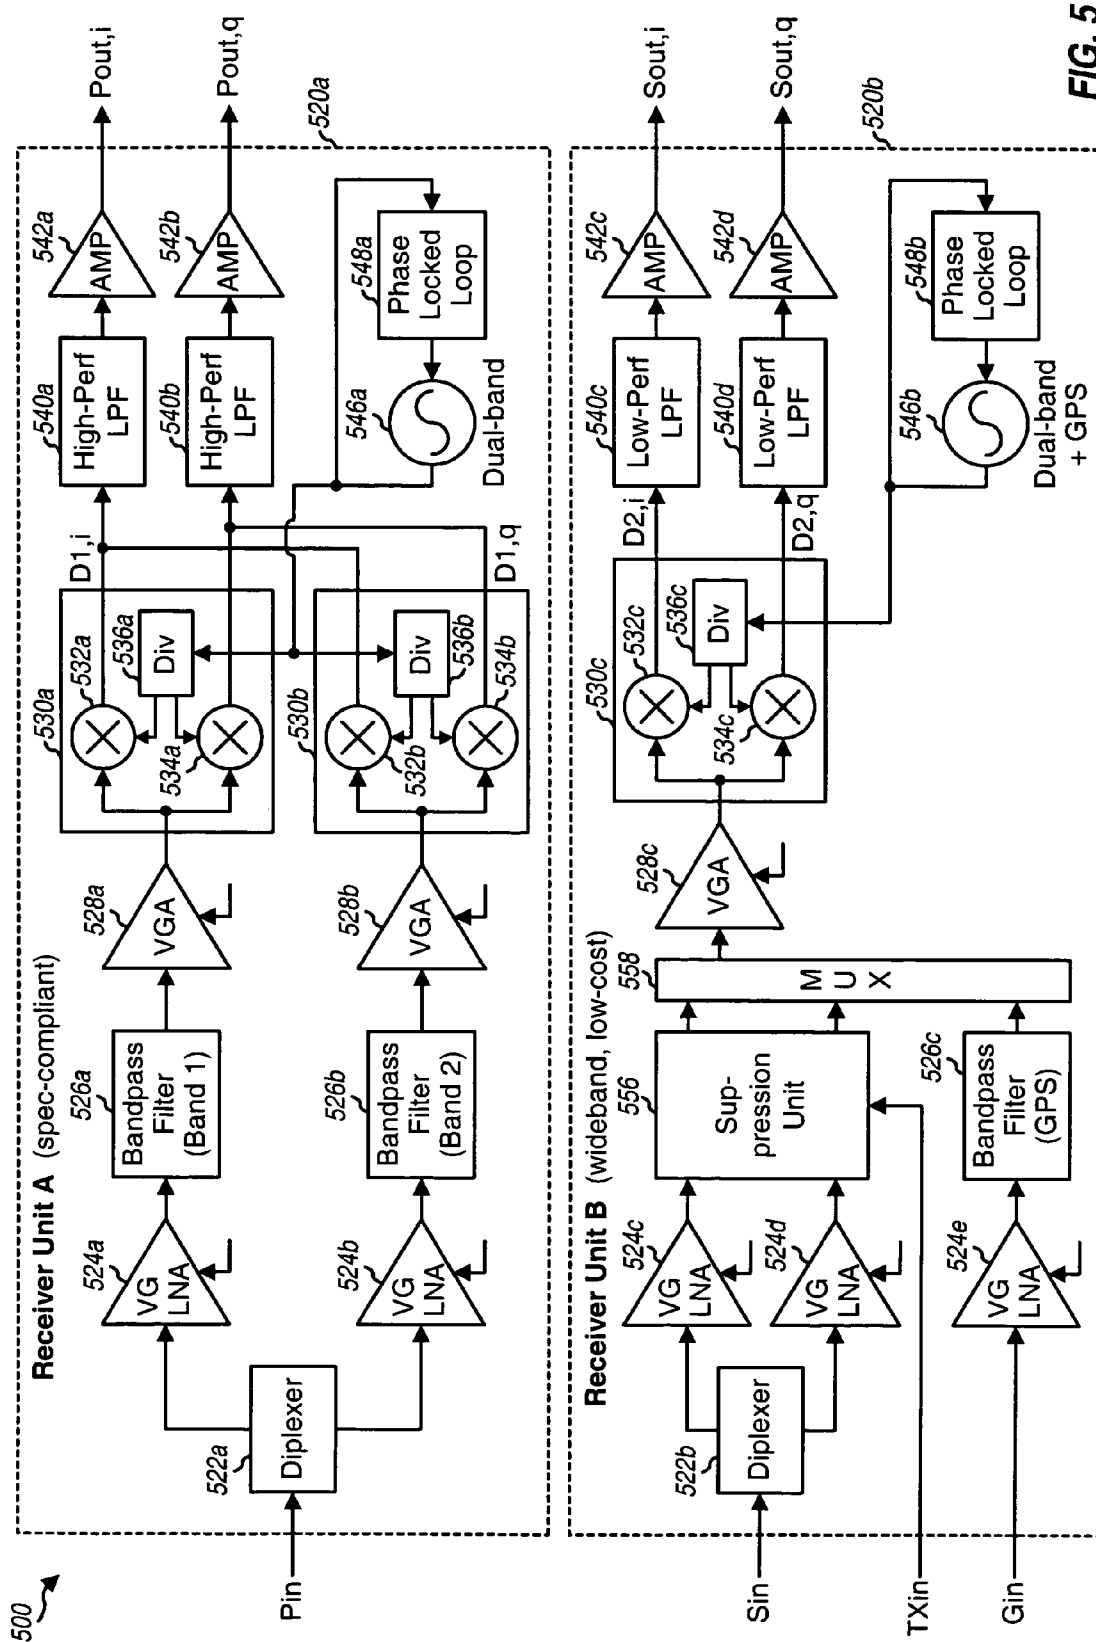 500
Receiver Unit A (spec-compliant)
Pin
522a
Diplexer
524a
VG
LNA
526a
Bandpass
Filter
(Band 1)
528a
VGA
530a
532a
534a
536a
Div
D1,i
540a
High-Perf
LPF
542a
AMP
Pout,i
540b
High-Perf
LPF
542b
AMP
Pout,q
524b
VG
LNA
526b
Bandpass
Filter
(Band 2)
528b
VGA
530b
532b
Div
536b
534b
D1,q
546a
Dual-band
548a
Phase
Locked
Loop
520a
Receiver Unit B (wideband, low-cost)
Sin
522b
Diplexer
524c
VG
LNA
524d
VG
LNA
556
Sup-
pression
Unit
TXin
Gin
524e
VG
LNA
526c
Bandpass
Filter
(GPS)
558
M
U
X
528c
VGA
530c
532c
534c
536c
Div
D2,i
D2,q
540c
Low-Perf
LPF
542c
AMP
Sout,i
540d
Low-Perf
LPF
542d
AMP
Sout,q
546b
Dual-band
+ GPS
548b
Phase
Locked
Loop
520b
FIG. 5